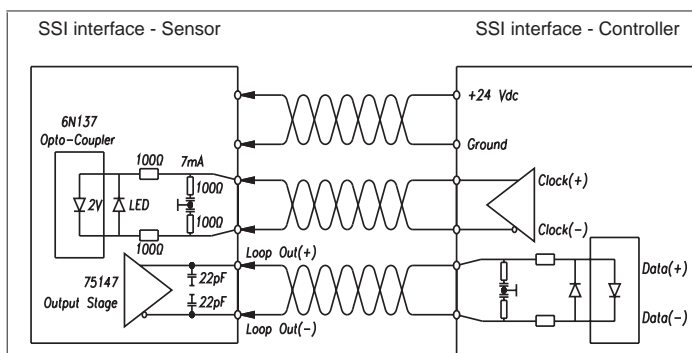 SSI interface - Sensor
SSI interface - Controller
+24 Vdc
6N137
Opto-Coupler
Ground
100Ω
7mA
100Ω
Clock(+)
2V
LED
100Ω
Clock(-)
100Ω
Loop Out(+)
75147
Output Stage
22pF
22pF
Data(+)
Data(-)
Loop Out(-)